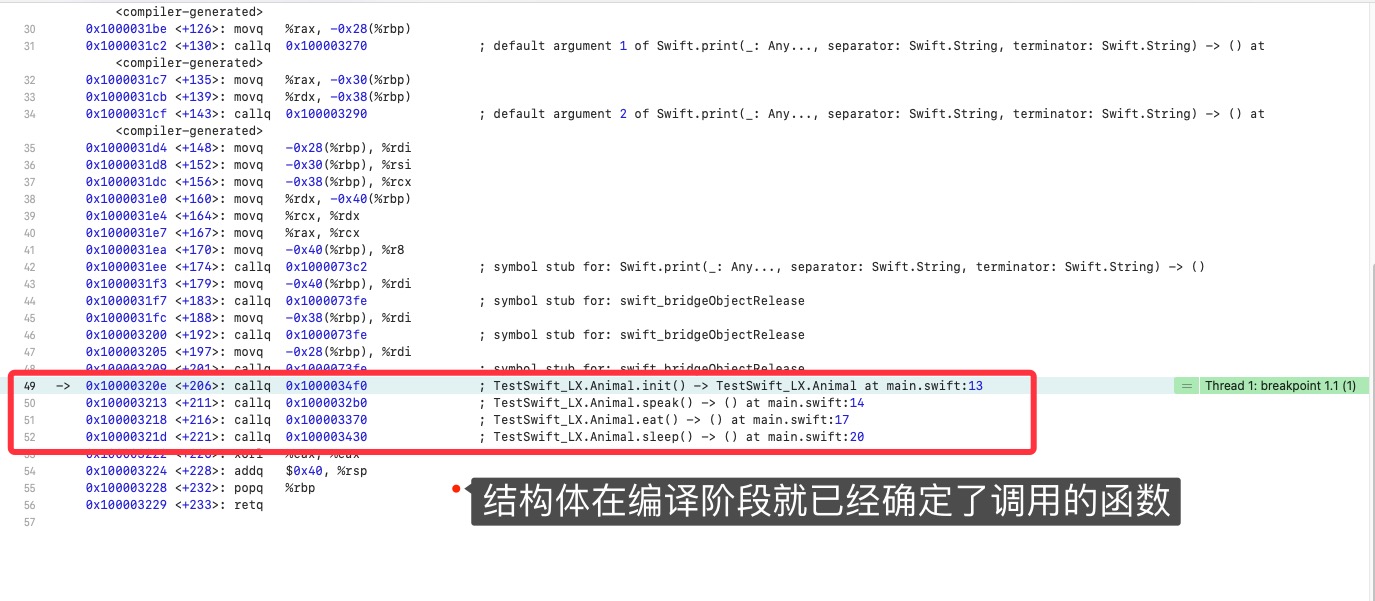 <compiler-generated>
30 0x1000031be <+126>: movq %rax, -0x28(%rbp)
31 0x1000031c2 <+130>: callq 0x100003270 ; default argument 1 of Swift.print(_: Any..., separator: Swift.String, terminator: Swift.String) -> () at
<compiler-generated>
32 0x1000031c7 <+135>: movq %rax, -0x30(%rbp)
33 0x1000031cb <+139>: movq %rdx, -0x38(%rbp)
34 0x1000031cf <+143>: callq 0x100003290 ; default argument 2 of Swift.print(_: Any..., separator: Swift.String, terminator: Swift.String) -> () at
<compiler-generated>
35 0x1000031d4 <+148>: movq -0x28(%rbp), %rdi
36 0x1000031d8 <+152>: movq -0x30(%rbp), %rsi
37 0x1000031dc <+156>: movq -0x38(%rbp), %rcx
38 0x1000031e0 <+160>: movq %rdx, -0x40(%rbp)
39 0x1000031e4 <+164>: movq %rcx, %rdx
40 0x1000031e7 <+167>: movq %rax, %rcx
41 0x1000031ea <+170>: movq -0x40(%rbp), %r8
42 0x1000031ee <+174>: callq 0x1000073c2 ; symbol stub for: Swift.print(_: Any..., separator: Swift.String, terminator: Swift.String) -> ()
43 0x1000031f3 <+179>: movq -0x40(%rbp), %rdi
44 0x1000031f7 <+183>: callq 0x1000073fe ; symbol stub for: swift_bridgeObjectRelease
45 0x1000031fc <+188>: movq -0x38(%rbp), %rdi
46 0x100003200 <+192>: callq 0x1000073fe ; symbol stub for: swift_bridgeObjectRelease
47 0x100003205 <+197>: movq -0x28(%rbp), %rdi
48 0x100003209 <+201>: callq 0x1000073fe ; symbol stub for: swift_bridgeObjectRelease
49 -> 0x10000320e <+206>: callq 0x1000034f0 ; TestSwift_LX.Animal.init() -> TestSwift_LX.Animal at main.swift:13 = Thread 1: breakpoint 1.1 (1)
50 0x100003213 <+211>: callq 0x1000032b0 ; TestSwift_LX.Animal.speak() -> () at main.swift:14
51 0x100003218 <+216>: callq 0x100003370 ; TestSwift_LX.Animal.eat() -> () at main.swift:17
52 0x10000321d <+221>: callq 0x100003430 ; TestSwift_LX.Animal.sleep() -> () at main.swift:20
53 0x100003222 <+226>: xorl %eax, %eax
54 0x100003224 <+228>: addq $0x40, %rsp
55 0x100003228 <+232>: popq %rbp
结构体在编译阶段就已经确定了调用的函数
56 0x100003229 <+233>: retq
57